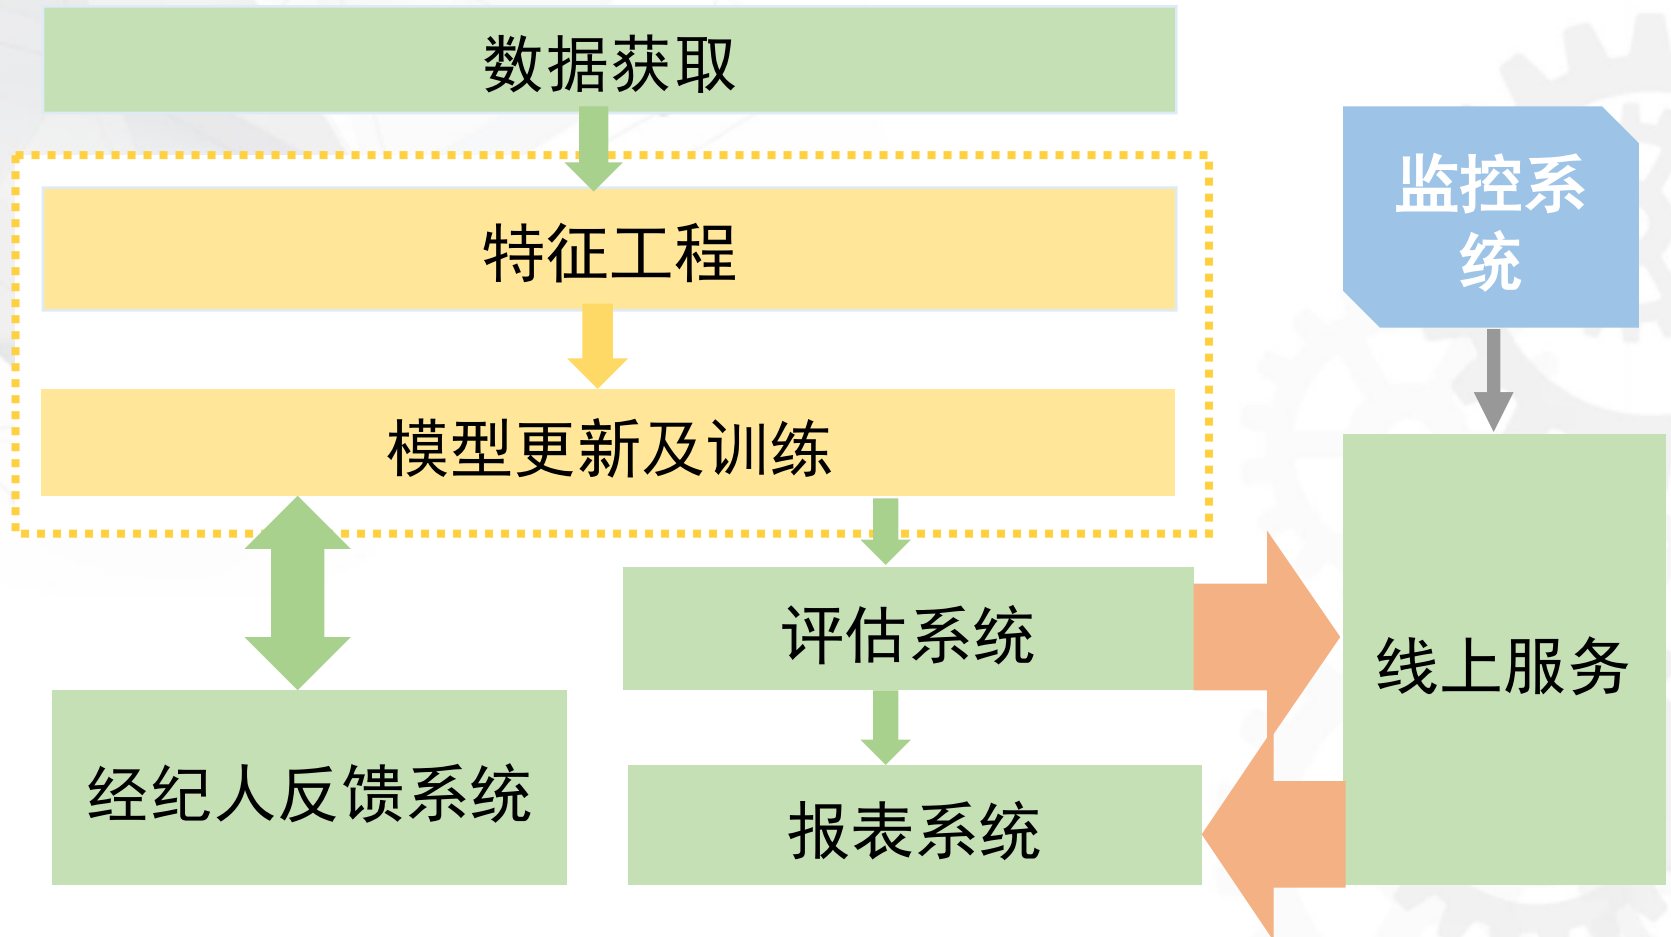 数据获取
特征工程
模型更新及训练
监控系
统
评估系统
线上服务
经纪人反馈系统
报表系统